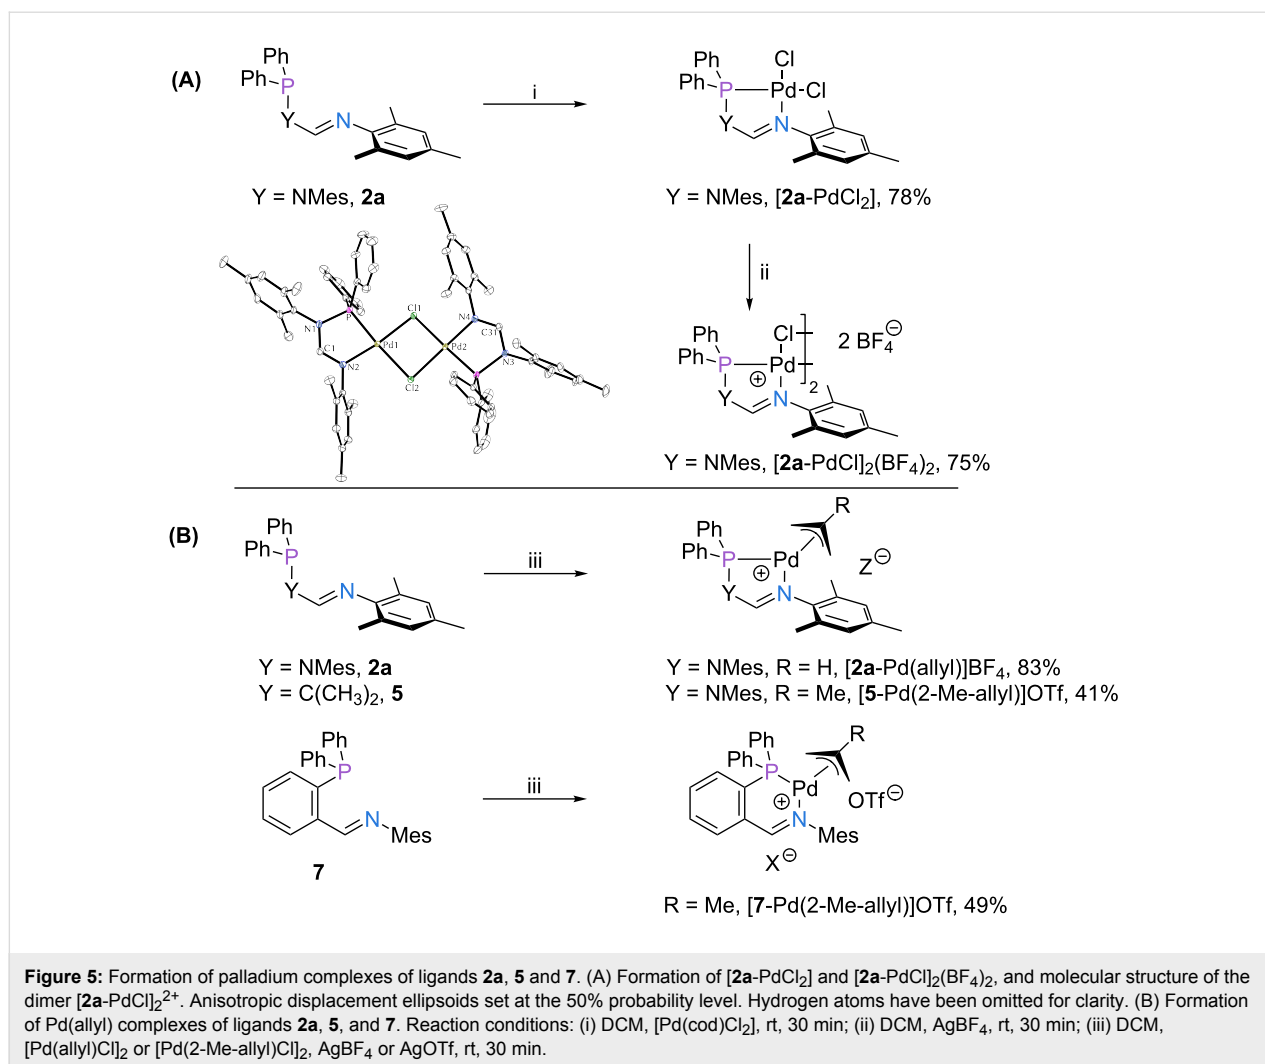 (A)
Ph
Ph
P
Y
N
i
Cl
Ph
Ph
P
Pd
Cl
Y
N
Y = NMes, 2a
Y = NMes, [2a-PdCl2], 78%
ii
N1
P
C1
N2
Pd1
Cl1
Cl2
Pd2
N4
C31
N3
Ph
Ph
P
Cl
Pd
2
2 BF4⊖
⊕
Y
N
Y = NMes, [2a-PdCl]2(BF4)2, 75%
(B)
Ph
Ph
P
Y
N
iii
R
Ph
Ph
P
Pd
⊕
Z⊖
Y
N
Y = NMes, 2a
Y = C(CH3)2, 5
Y = NMes, R = H, [2a-Pd(allyl)]BF4, 83%
Y = NMes, R = Me, [5-Pd(2-Me-allyl)]OTf, 41%
Ph
Ph
P
N
Mes
7
iii
R
Ph
Ph
P
Pd
⊕
OTf⊖
N
Mes
X⊖
R = Me, [7-Pd(2-Me-allyl)]OTf, 49%
Figure 5: Formation of palladium complexes of ligands 2a, 5 and 7. (A) Formation of [2a-PdCl2] and [2a-PdCl]2(BF4)2, and molecular structure of the
dimer [2a-PdCl]2²⁺. Anisotropic displacement ellipsoids set at the 50% probability level. Hydrogen atoms have been omitted for clarity. (B) Formation
of Pd(allyl) complexes of ligands 2a, 5, and 7. Reaction conditions: (i) DCM, [Pd(cod)Cl2], rt, 30 min; (ii) DCM, AgBF4, rt, 30 min; (iii) DCM,
[Pd(allyl)Cl]2 or [Pd(2-Me-allyl)Cl]2, AgBF4 or AgOTf, rt, 30 min.